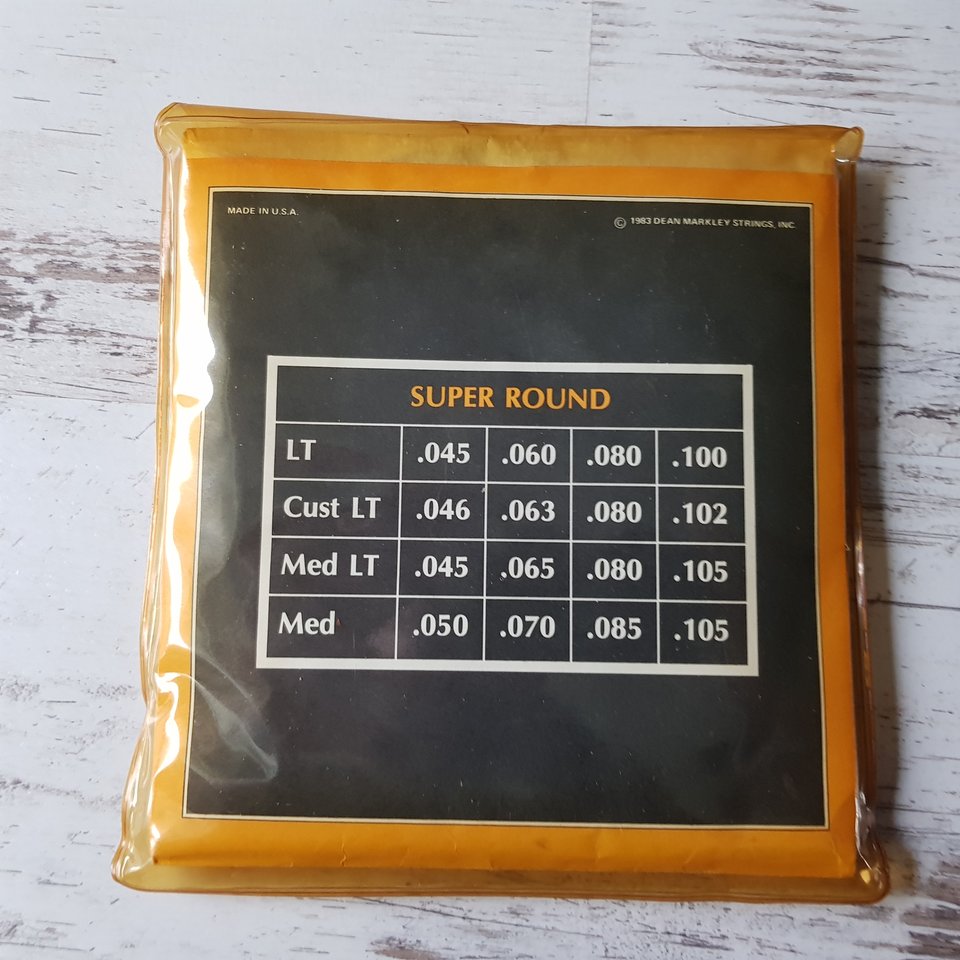 MADE IN U.S.A.
© 1983 DEAN MARKLEY STRINGS, INC.
SUPER ROUND
LT .045 .060 .080 .100
Cust LT .046 .063 .080 .102
Med LT .045 .065 .080 .105
Med .050 .070 .085 .105